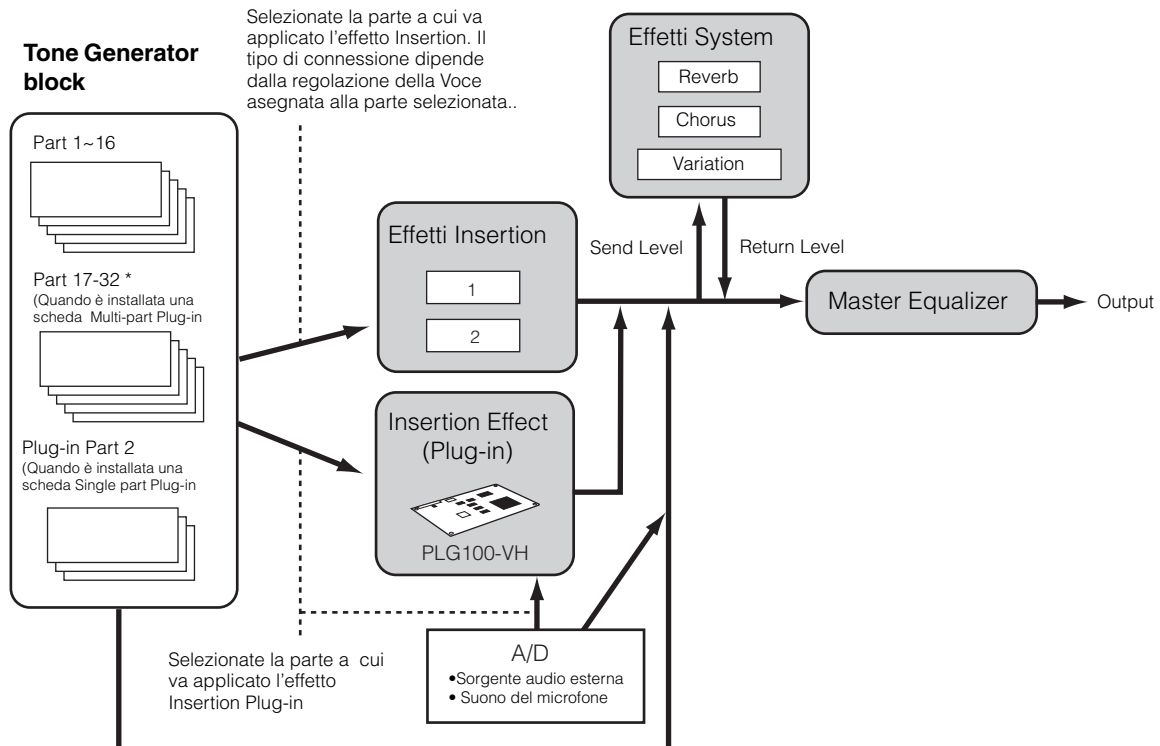 Selezionate la parte a cui va
applicato l'effetto Insertion. Il
tipo di connessione dipende
dalla regolazione della Voce
asegnata alla parte selezionata..
Tone Generator
block
Part 1~16
Part 17-32 *
(Quando è installata una
scheda Multi-part Plug-in
Plug-in Part 2
(Quando è installata una
scheda Single part Plug-in
Effetti System
Reverb
Chorus
Variation
Effetti Insertion
1
2
Send Level
Return Level
Master Equalizer
Output
Insertion Effect
(Plug-in)
PLG100-VH
A/D
•Sorgente audio esterna
• Suono del microfone
Selezionate la parte a cui
va applicato l'effetto
Insertion Plug-in